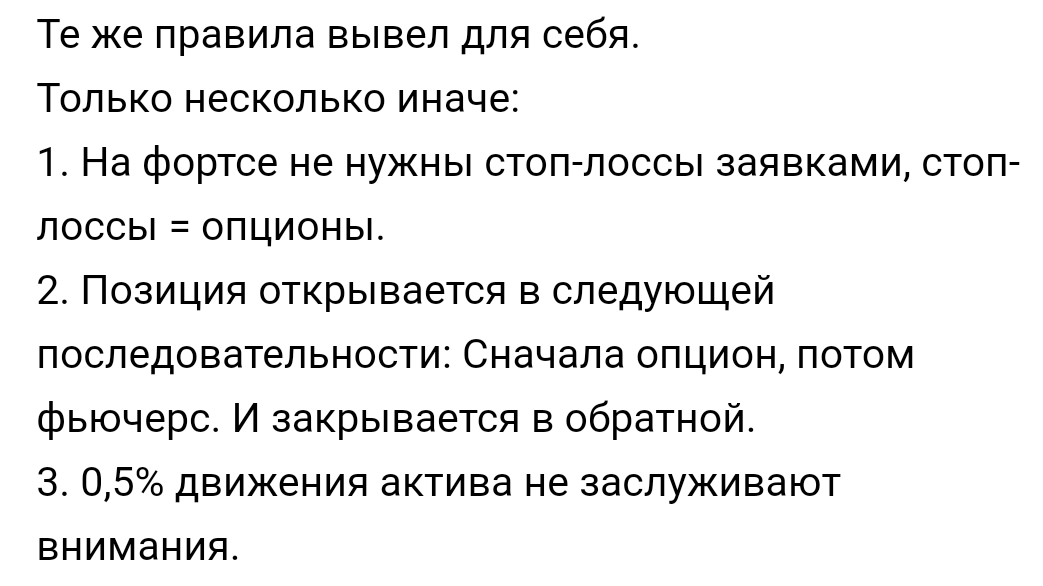 Те же правила вывел для себя.
Только несколько иначе:
1. На фортсе не нужны стоп-лоссы заявками, стоп-
лоссы = опционы.
2. Позиция открывается в следующей
последовательности: Сначала опцион, потом
фьючерс. И закрывается в обратной.
3. 0,5% движения актива не заслуживают
внимания.